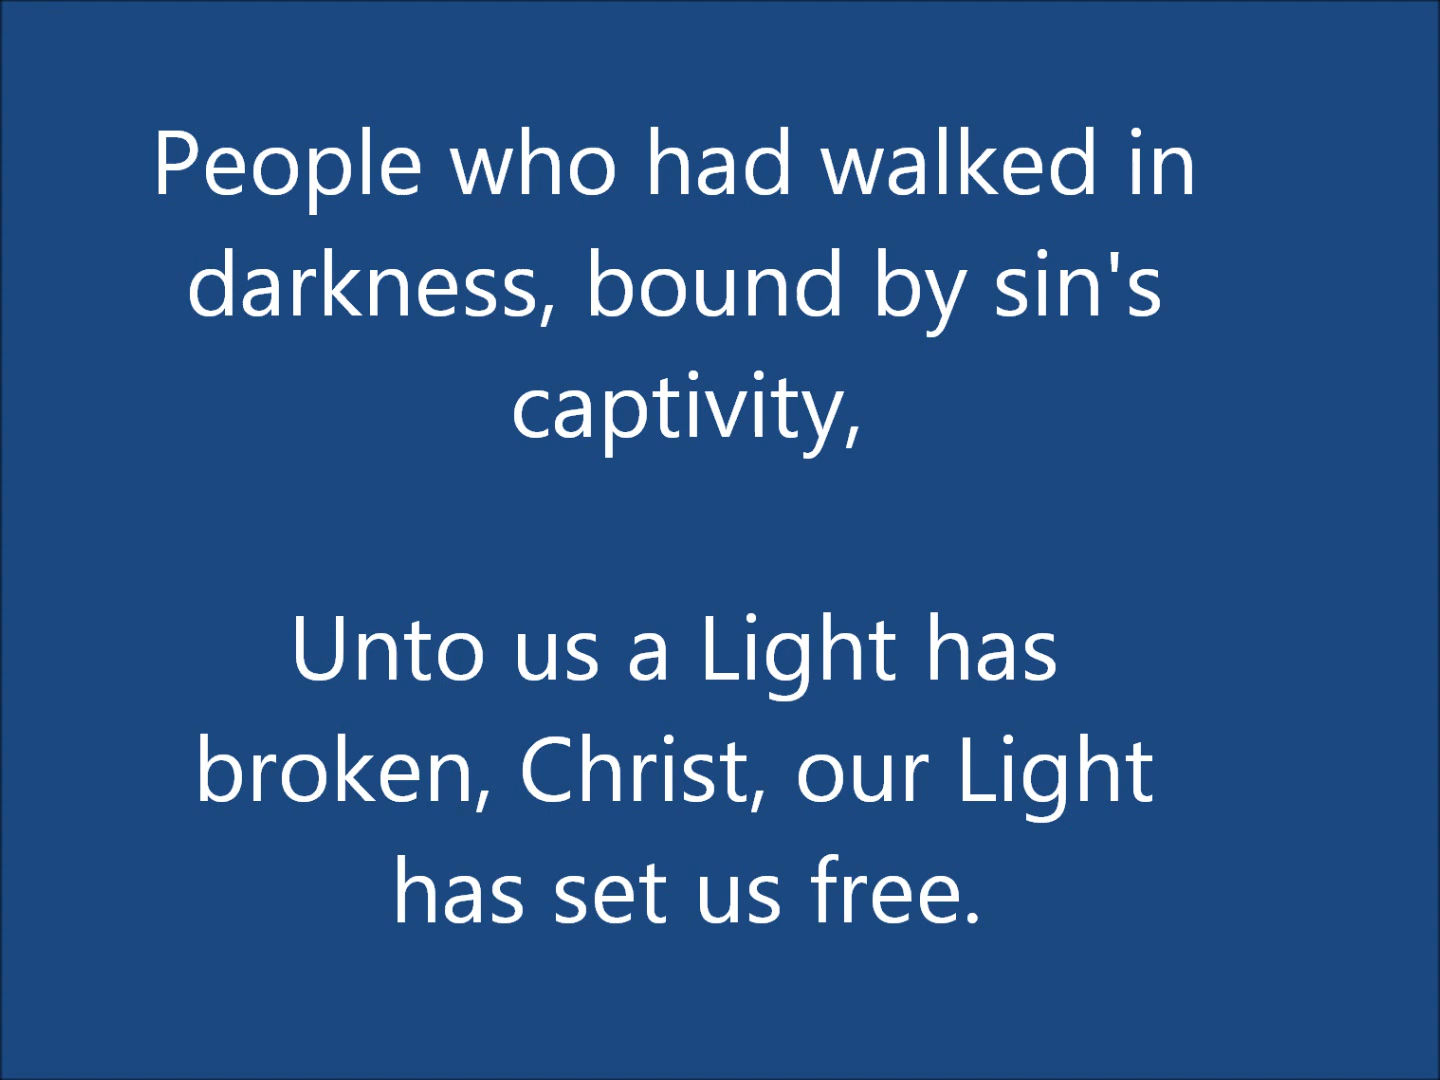 People who had walked in
darkness, bound by sin's
captivity,
Unto us a Light has
broken, Christ, our Light
has set us free.